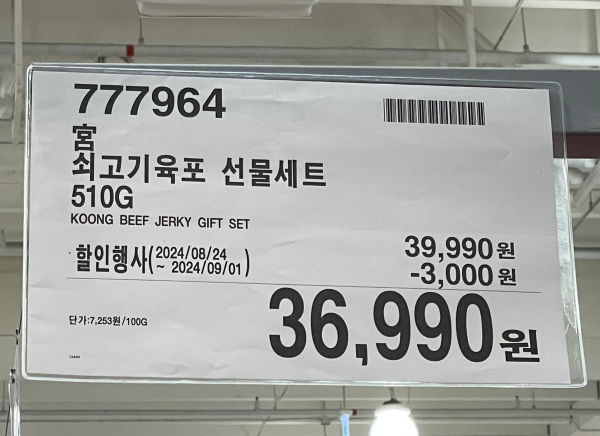 777964
宮
쇠고기육포 선물세트
510G
KOONG BEEF JERKY GIFT SET
할인행사(2024/08/24 ~ 2024/09/01)
39,990원
-3,000원
36,990원
단가:7,253원/100G